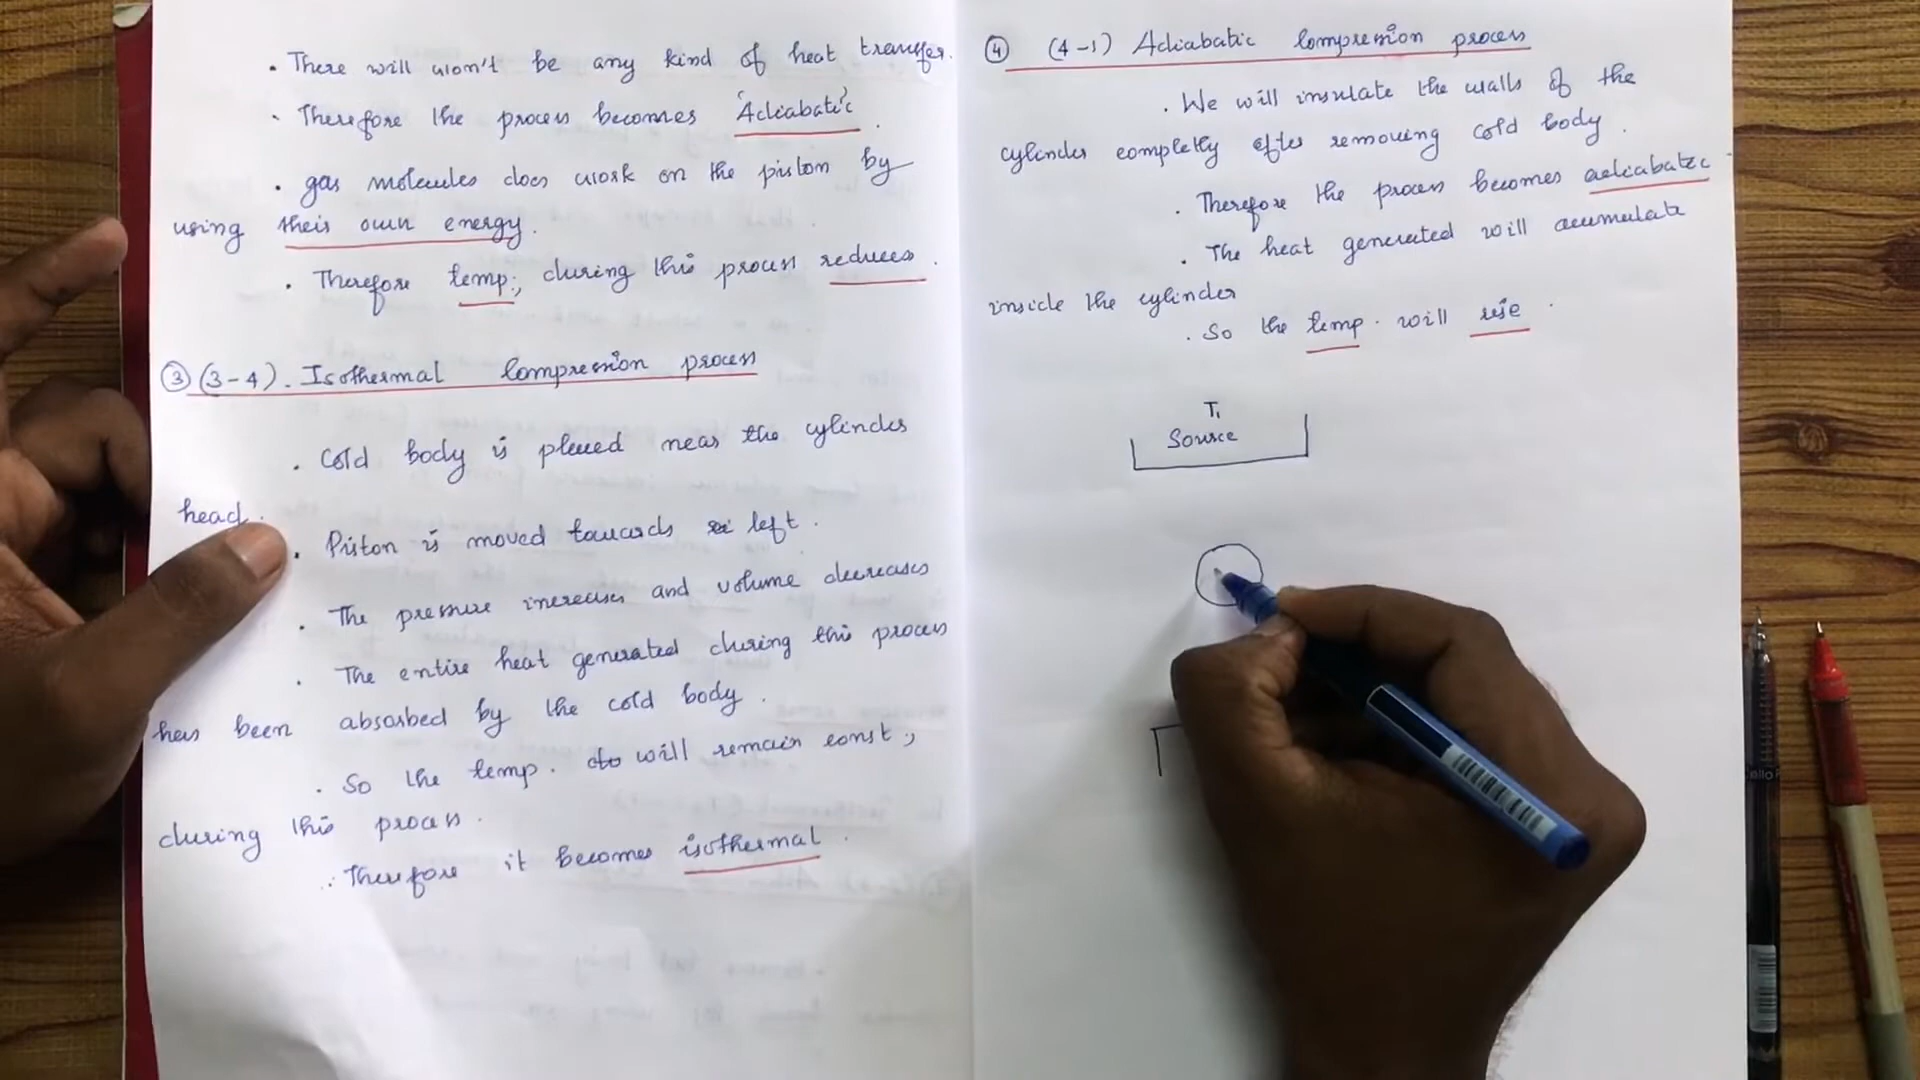 . There will won't be any kind of heat transfer.
. Therefore the process becomes 'Adiabatic'.
. gas molecules does work on the piston by
using their own energy.
. Therefore temp:, during this process reduces.
③ (3-4). Isothermal Compression process
. Cold body is placed near the cylinder
head.
. Piston is moved towards left.
. The pressure increases and volume decreases
. The entire heat generated during this process
has been absorbed by the cold body.
. So the temp. will remain const;
during this process.
∴ Therefore it becomes isothermal.
④ (4-1) Adiabatic Compression process
. We will insulate the walls of the
cylinder completly after removing cold body.
. Therefore the process becomes adiabatic.
. The heat generated will acumulate
inside the cylinder
. So the temp. will rise.
T1
Source